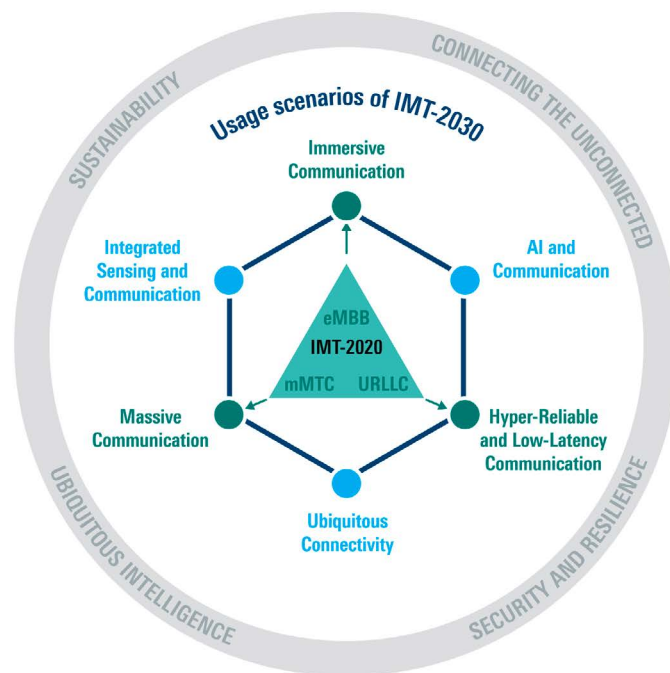 SUSTAINABILITY
CONNECTING THE UNCONNECTED
Usage scenarios of IMT-2030
Immersive
Communication
Integrated
Sensing and
Communication
AI and
Communication
eMBB
IMT-2020
mMTC URLLC
Massive
Communication
Hyper-Reliable
and Low-Latency
Communication
Ubiquitous
Connectivity
UBIQUITOUS INTELLIGENCE
SECURITY AND RESILIENCE